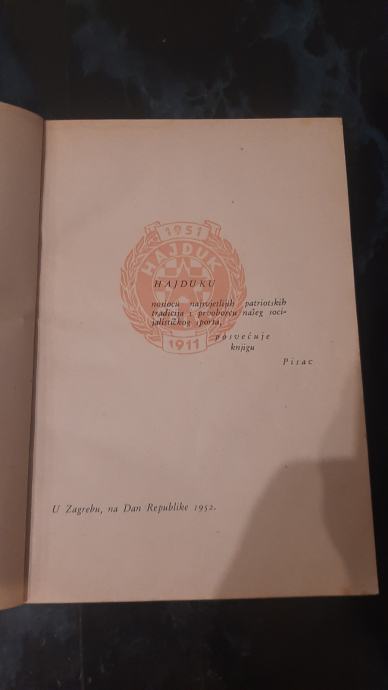 1951
HAJDUK
HAJDUKU
nosiocu najsvjetlijih patriotskih
tradicija i prvoborcu našeg soci-
jalističkog sporta,
posvećuje
knjigu
Pisac
1911
U Zagrebu, na Dan Republike 1952.